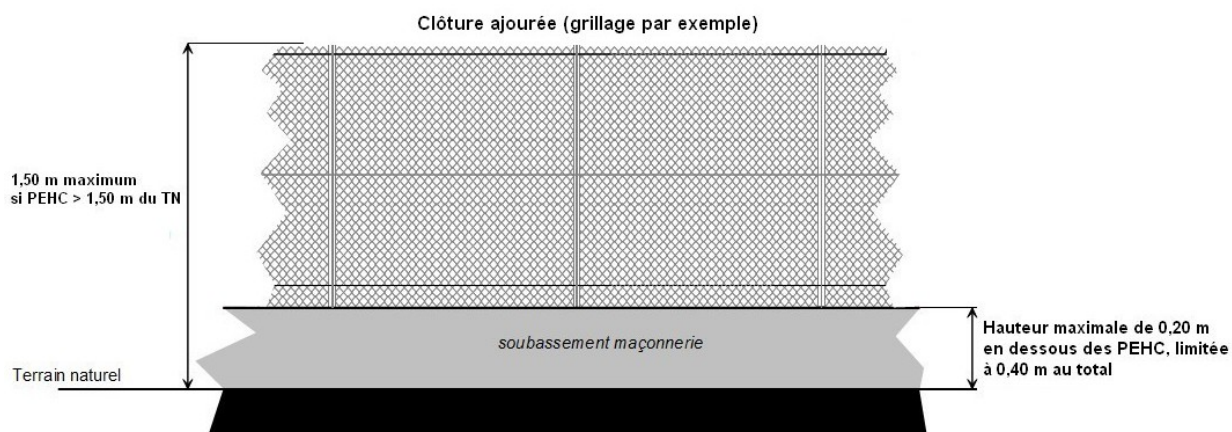 Clôture ajourée (grillage par exemple)
1,50 m maximum
si PEHC > 1,50 m du TN
soubassement maçonnerie
Hauteur maximale de 0,20 m
en dessous des PEHC, limitée
à 0,40 m au total
Terrain naturel